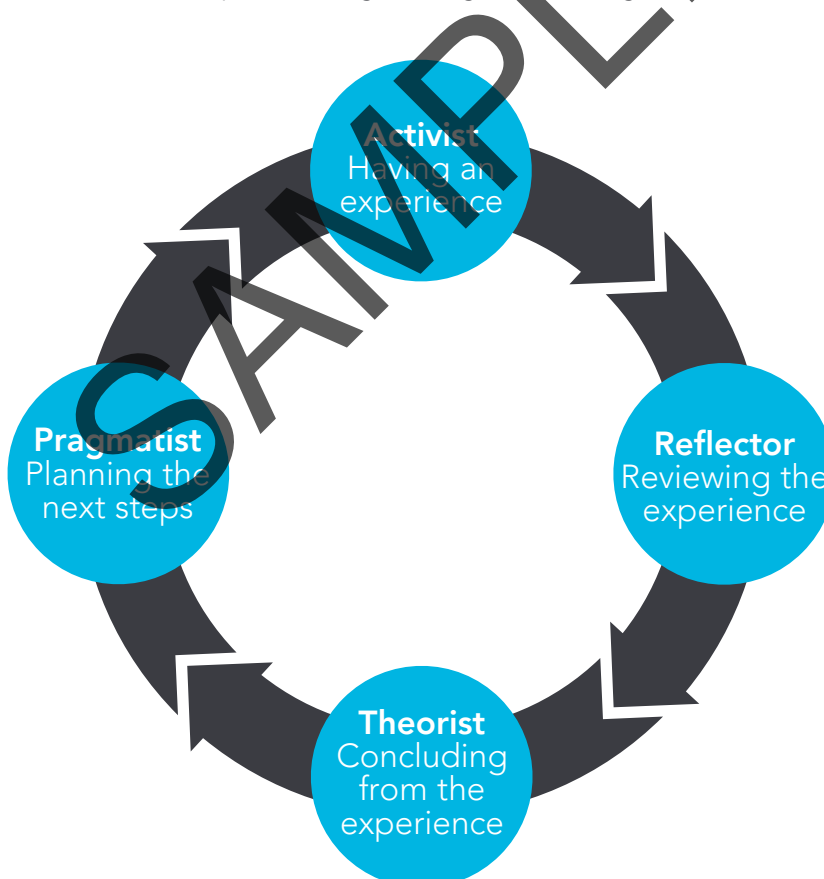 Activist
Having an
experience
Reflector
Reviewing the
experience
Theorist
Concluding
from the
experience
Pragmatist
Planning the
next steps
SAMPLE